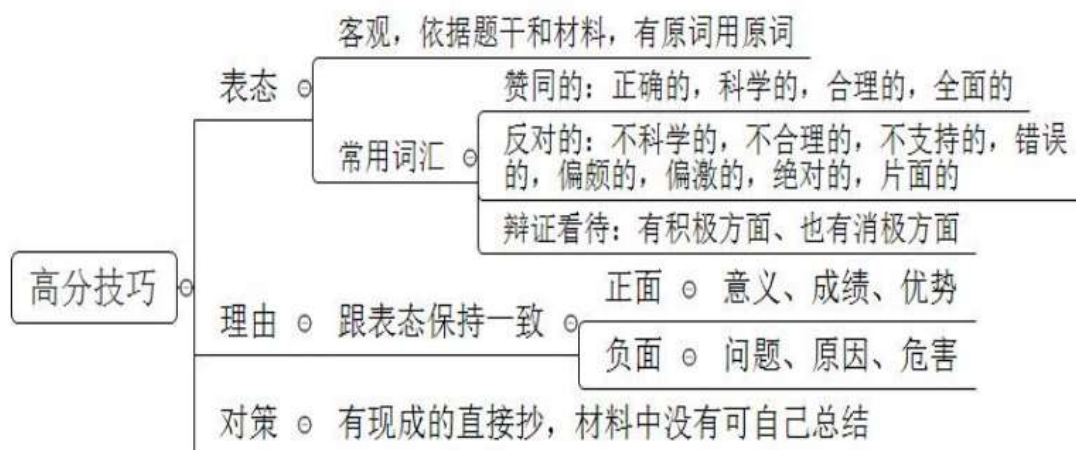 客观，依据题干和材料，有原词用原词
表态
赞同的：正确的，科学的，合理的，全面的
常用词汇
反对的：不科学的，不合理的，不支持的，错误
的，偏颇的，偏激的，绝对的，片面的
辩证看待：有积极方面、也有消极方面
高分技巧
正面
意义、成绩、优势
理由
跟表态保持一致
负面
问题、原因、危害
对策
有现成的直接抄，材料中没有可自己总结